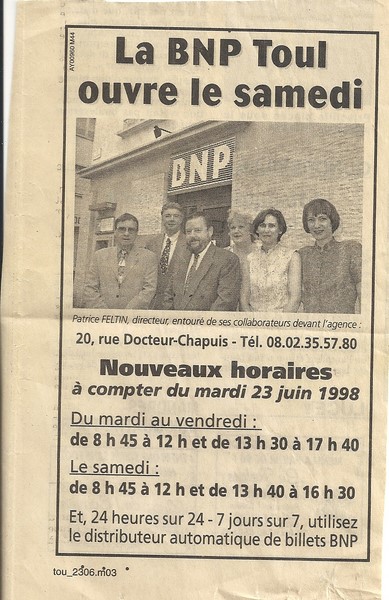 AY00960 M44
La BNP Toul
ouvre le samedi
BNP
Patrice FELTIN, directeur, entouré de ses collaborateurs devant l'agence :
20, rue Docteur-Chapuis - Tél. 08.02.35.57.80
Nouveaux horaires
à compter du mardi 23 juin 1998
Du mardi au vendredi :
de 8 h 45 à 12 h et de 13 h 30 à 17 h 40
Le samedi :
de 8 h 45 à 12 h et de 13 h 40 à 16 h 30
Et, 24 heures sur 24 - 7 jours sur 7, utilisez
le distributeur automatique de billets BNP
tou_2306.m03